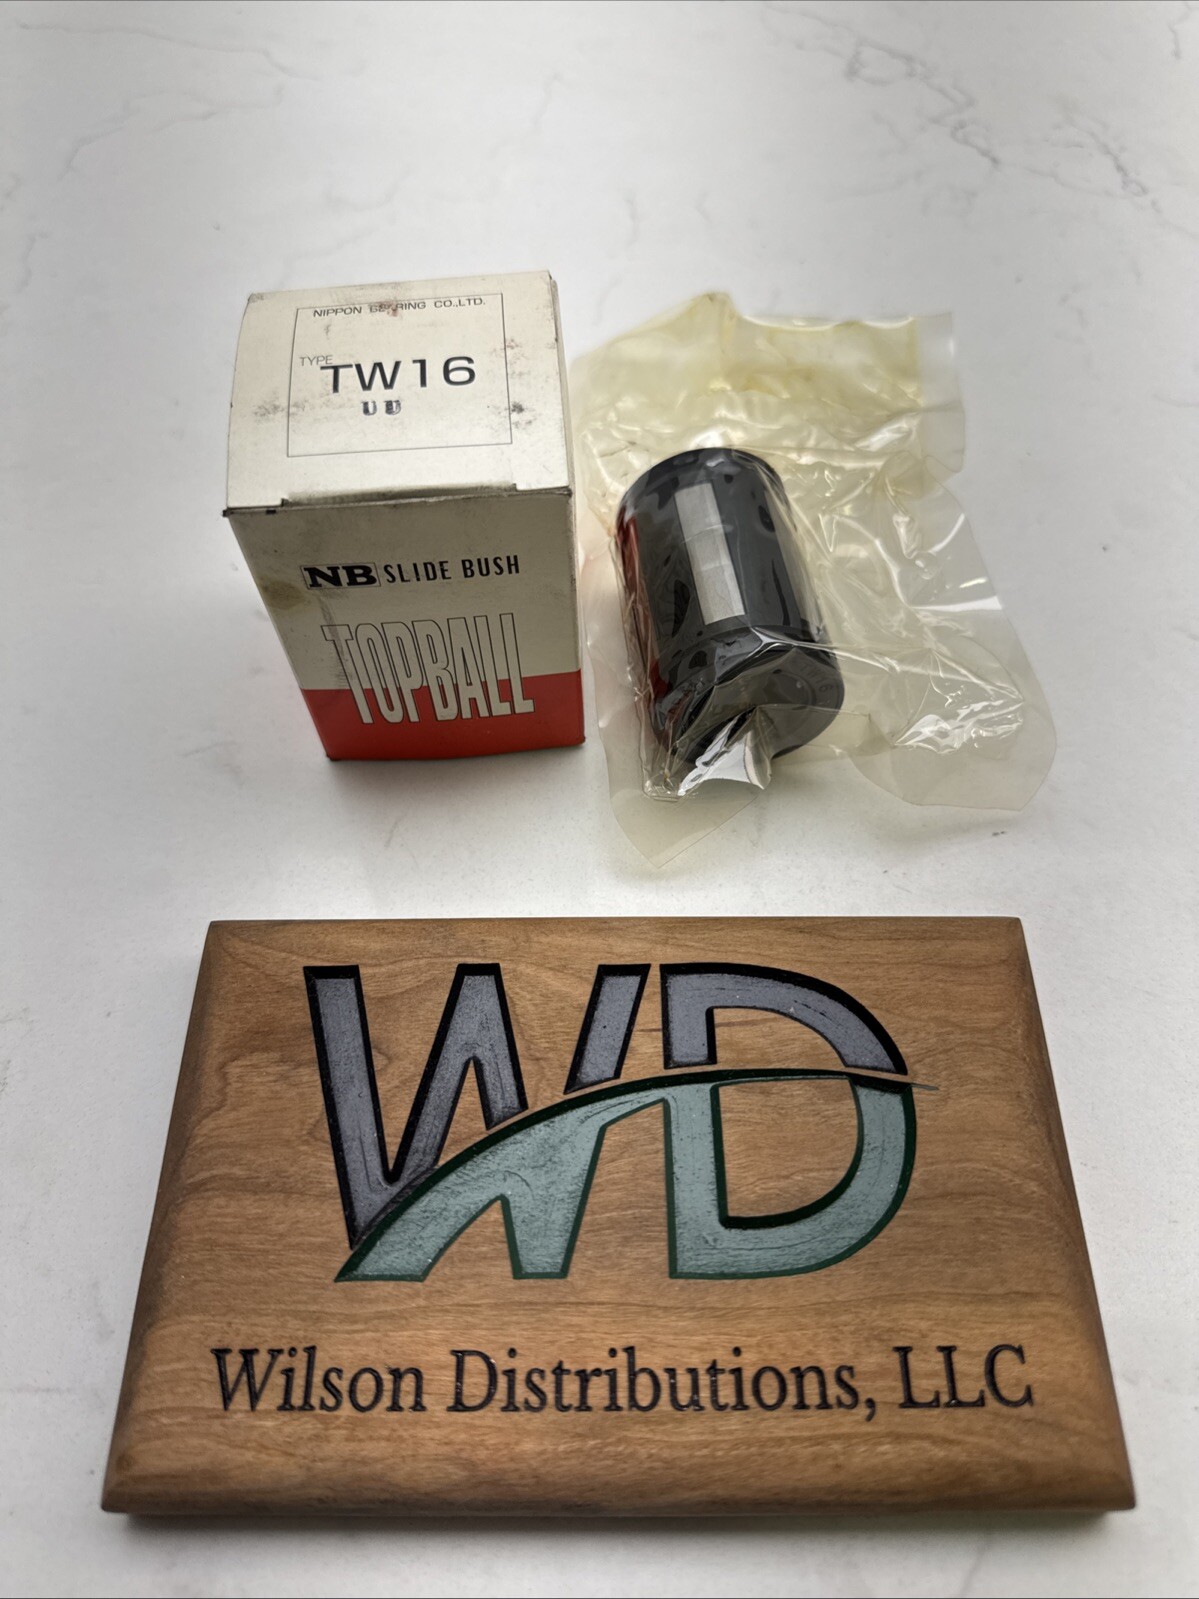 NIPPON BEARING CO.,LTD.
TYPE
TW16
UU
NB SLIDE BUSH
TOPBALL
WD
Wilson Distributions, LLC